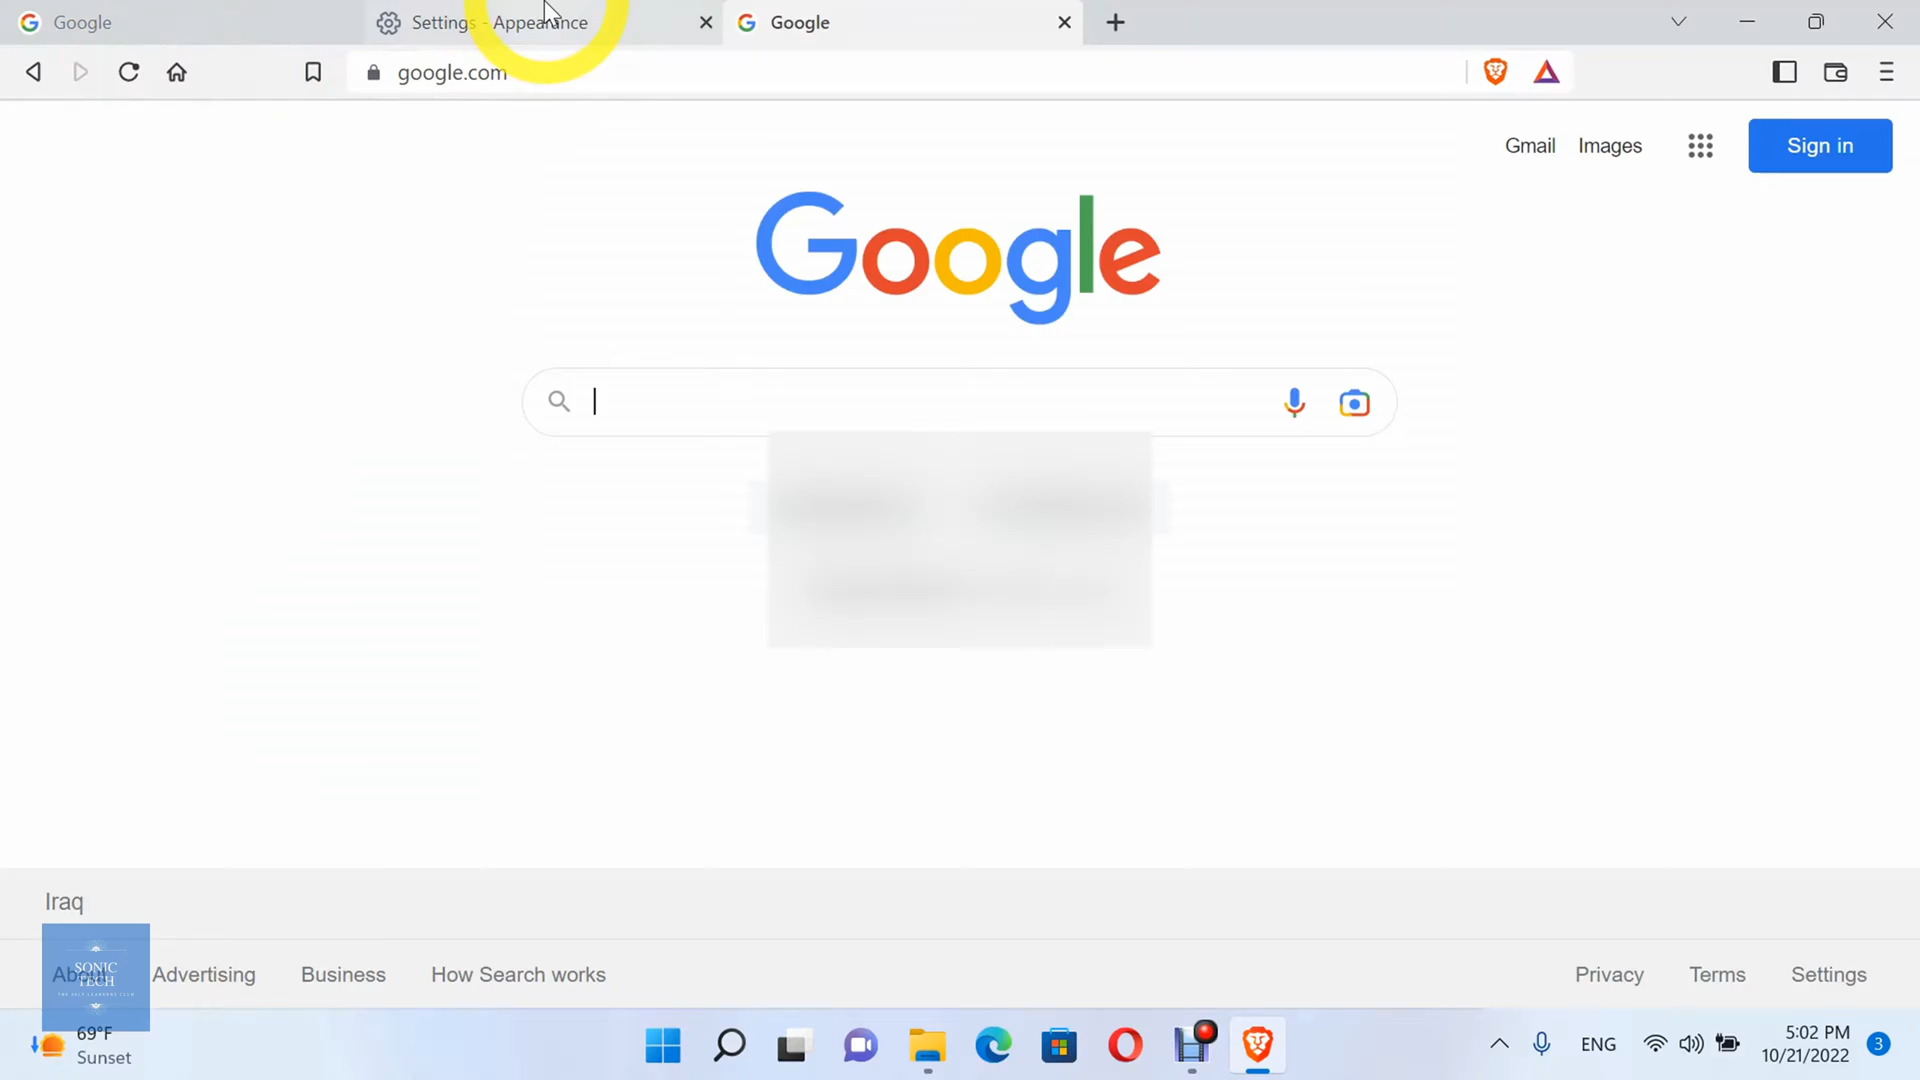 Google
Settings - Appearance
Google
google.com
Gmail
Images
Sign in
Google
Iraq
About
Advertising
Business
How Search works
Privacy
Terms
Settings
SONIC
TECH
69°F
Sunset
ENG
5:02 PM
10/21/2022
3